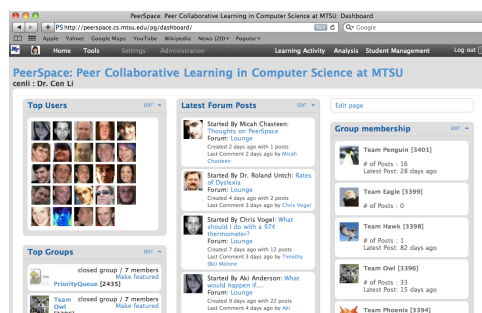 PeerSpace: Peer Collaborative Learning in Computer Science at MTSU: Dashboard
http://peerspace.cs.mtsu.edu/pg/dashboard/
Google
Apple Yahoo! Google Maps YouTube Wikipedia News (20) Popular
Home Tools Settings Administration Learning Activity Analysis Student Management Log out
PeerSpace: Peer Collaborative Learning in Computer Science at MTSU
cenli : Dr. Cen Li
Top Users EDIT
Top Groups EDIT
closed group / 7 members
Make featured
PriorityQueue [2435]
Team Owl
closed group / 7 members
Make featured
Latest Forum Posts EDIT
Started By Micah Chasteen:
Thoughts on PeerSpace
Forum: Lounge
Created 2 days ago with 1 posts
Last Comment 2 days ago by Micah
Chasteen
Started By Dr. Roland Untch: Rates
of Dyslexia
Forum: Lounge
Created 4 days ago with 2 posts
Last Comment 3 days ago by Chris Vogel
Started By Chris Vogel: What
should I do with a 97¢
thermometer?
Forum: Lounge
Created 7 days ago with 12 posts
Last Comment 3 days ago by Timothy
(Bo) Malone
Started By Aki Anderson: What
would happen if....
Forum: Lounge
Created 9 days ago with 22 posts
Last Comment 4 days ago by Aki
Edit page
Group membership EDIT
Team Penguin [3401]
# of Posts : 16
Latest Post: 28 days ago
Team Eagle [3399]
# of Posts : 0
Team Hawk [3398]
# of Posts : 1
Latest Post: 82 days ago
Team Owl [3396]
# of Posts : 33
Latest Post: 15 days ago
Team Phoenix [3394]